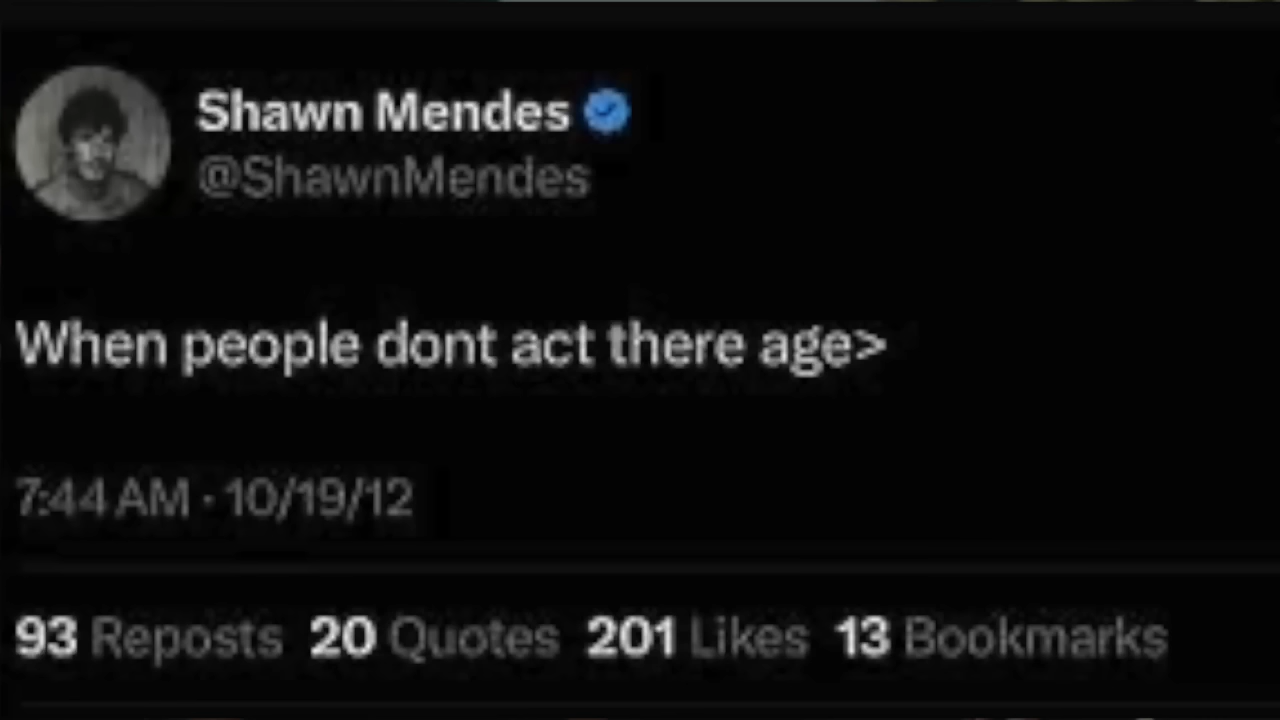 Shawn Mendes
@ShawnMendes
When people dont act there age>
7:44 AM · 10/19/12
93 Reposts 20 Quotes 201 Likes 13 Bookmarks